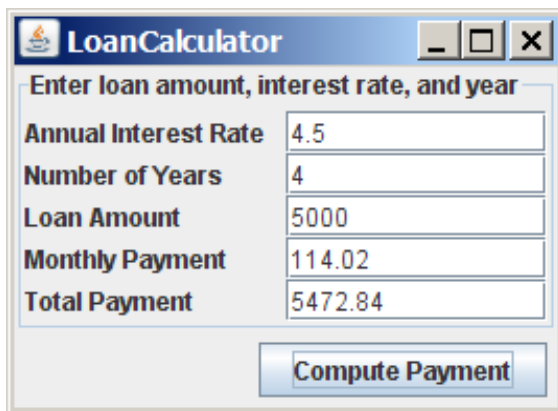 LoanCalculator
Enter loan amount, interest rate, and year
Annual Interest Rate 4.5
Number of Years 4
Loan Amount 5000
Monthly Payment 114.02
Total Payment 5472.84
Compute Payment